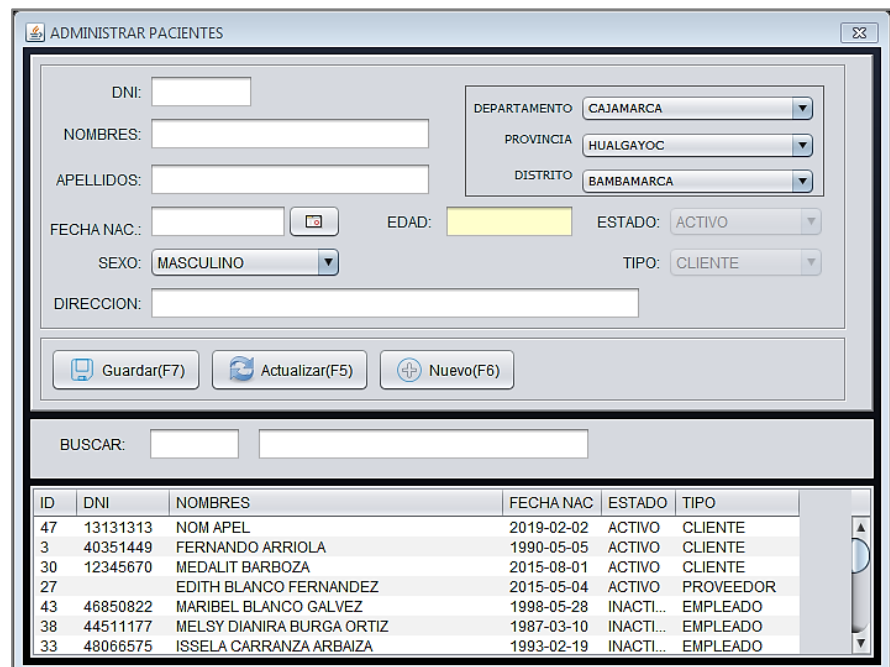 ADMINISTRAR PACIENTES
DNI:
DEPARTAMENTO CAJAMARCA
NOMBRES:
PROVINCIA HUALGAYOC
APELLIDOS:
DISTRITO BAMBAMARCA
FECHA NAC.: EDAD: ESTADO: ACTIVO
SEXO: MASCULINO TIPO: CLIENTE
DIRECCION:
Guardar(F7) Actualizar(F5) Nuevo(F6)
BUSCAR:
ID DNI NOMBRES FECHA NAC ESTADO TIPO
47 13131313 NOM APEL 2019-02-02 ACTIVO CLIENTE
3 40351449 FERNANDO ARRIOLA 1990-05-05 ACTIVO CLIENTE
30 12345670 MEDALIT BARBOZA 2015-08-01 ACTIVO CLIENTE
27 EDITH BLANCO FERNANDEZ 2015-05-04 ACTIVO PROVEEDOR
43 46850822 MARIBEL BLANCO GALVEZ 1998-05-28 INACTI... EMPLEADO
38 44511177 MELSY DIANIRA BURGA ORTIZ 1987-03-10 INACTI... EMPLEADO
33 48066575 ISSELA CARRANZA ARBAIZA 1993-02-19 INACTI... EMPLEADO